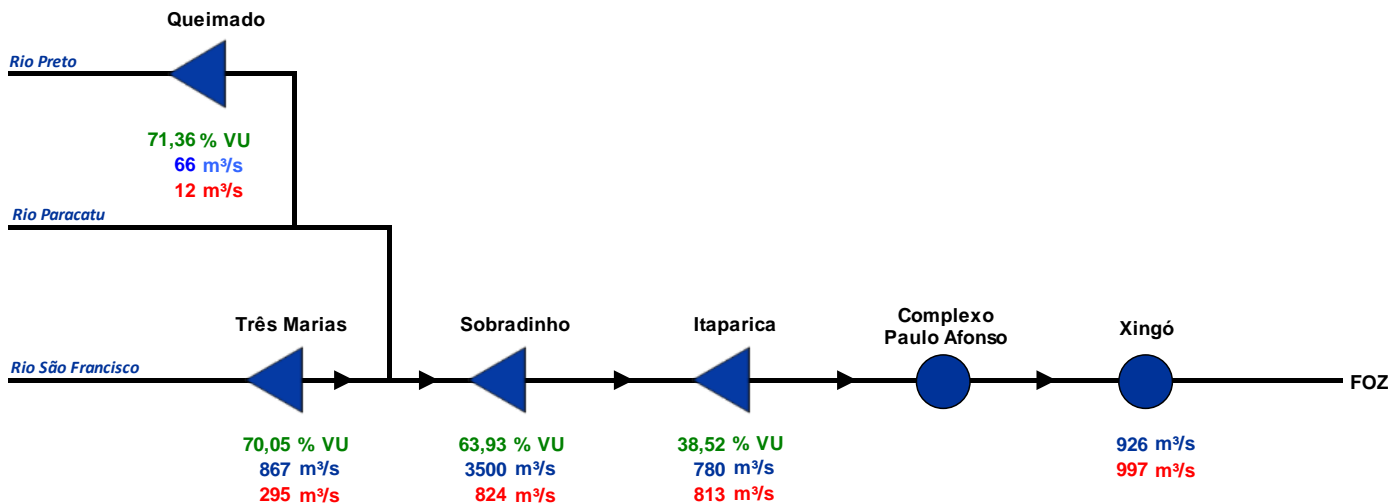 Queimado
Rio Preto
71,36 % VU
66 m³/s
12 m³/s
Rio Paracatu
Três Marias
Sobradinho
Itaparica
Complexo
Paulo Afonso
Xingó
Rio São Francisco
FOZ
70,05 % VU
867 m³/s
295 m³/s
63,93 % VU
3500 m³/s
824 m³/s
38,52 % VU
780 m³/s
813 m³/s
926 m³/s
997 m³/s